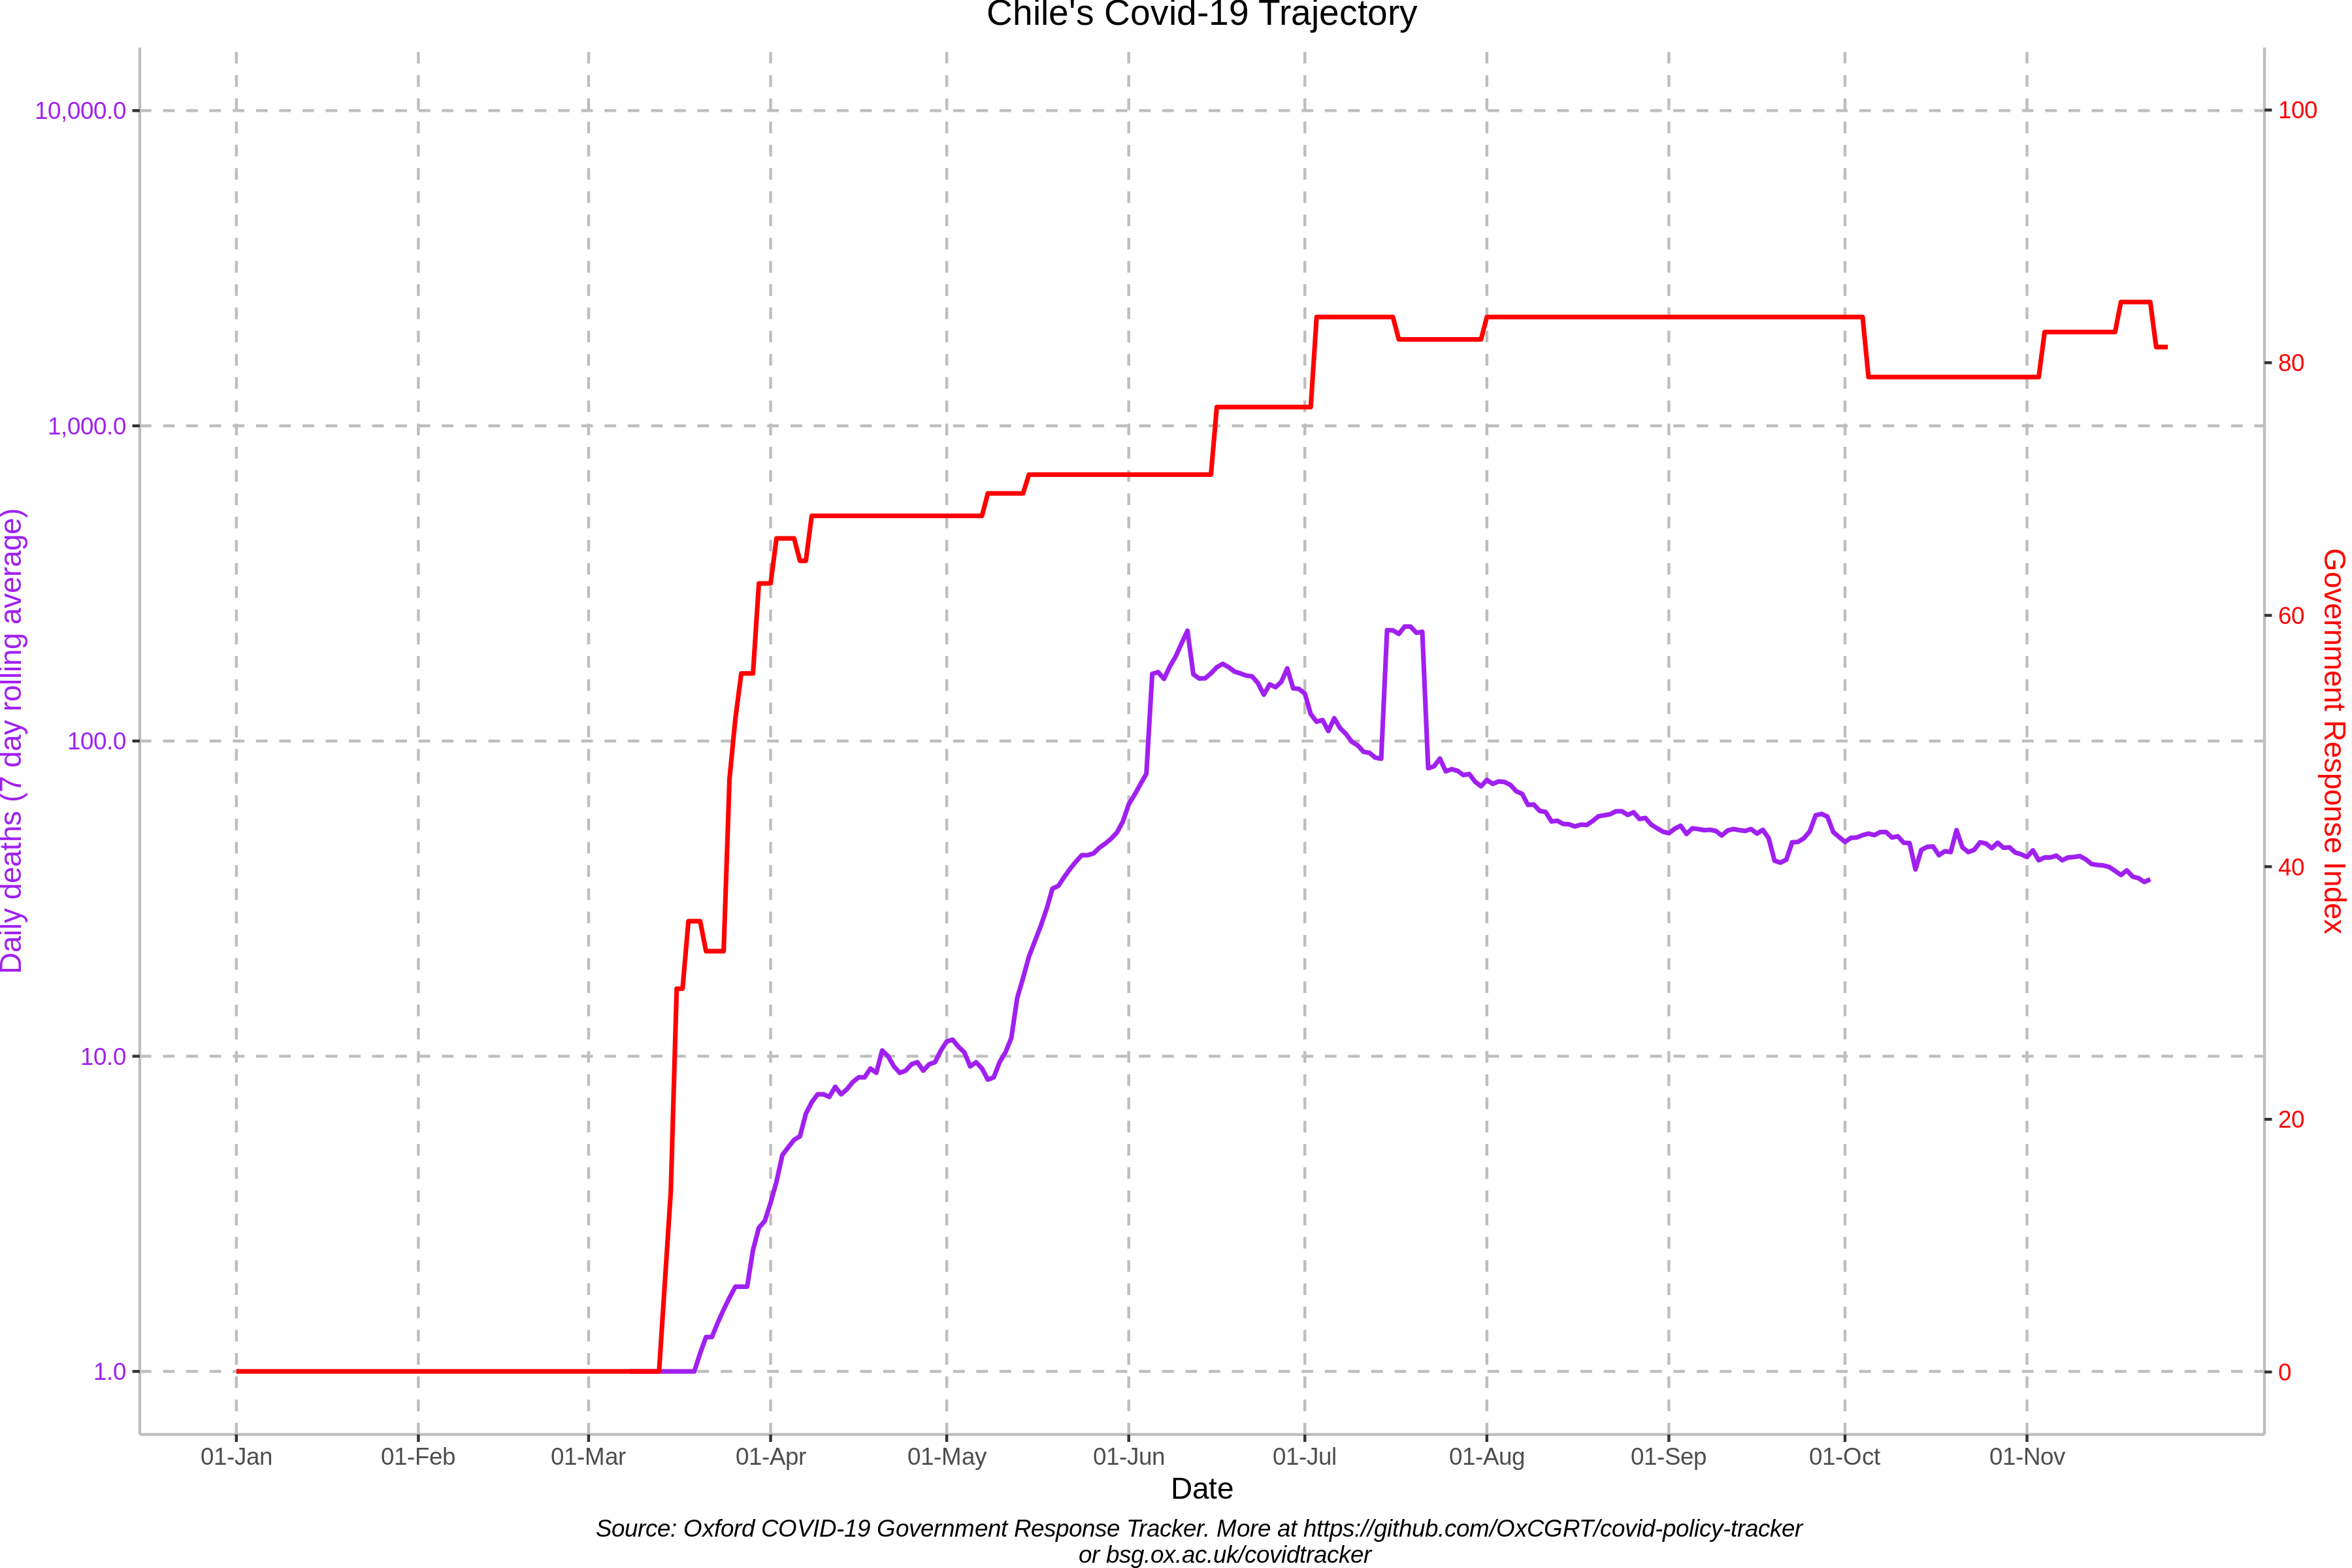 Chile's Covid-19 Trajectory
10,000.0
1,000.0
100.0
10.0
1.0
Daily deaths (7 day rolling average)
100
80
60
40
20
0
Government Response Index
01-Jan 01-Feb 01-Mar 01-Apr 01-May 01-Jun 01-Jul 01-Aug 01-Sep 01-Oct 01-Nov
Date
Source: Oxford COVID-19 Government Response Tracker. More at https://github.com/OxCGRT/covid-policy-tracker
or bsg.ox.ac.uk/covidtracker